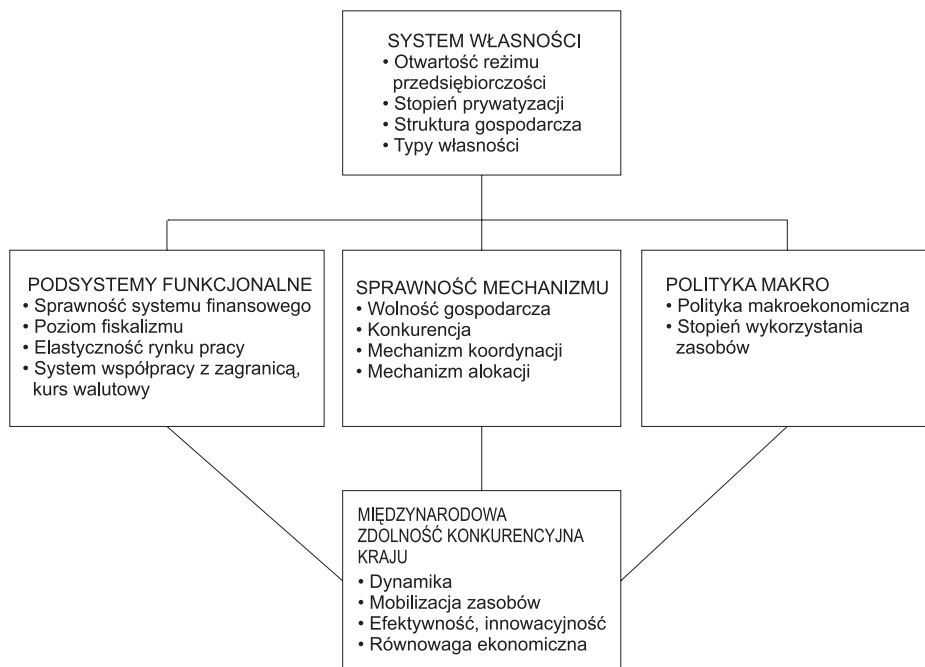 SYSTEM WŁASNOŚCI
• Otwartość reżimu
przedsiębiorczości
• Stopień prywatyzacji
• Struktura gospodarcza
• Typy własności
PODSYSTEMY FUNKCJONALNE
• Sprawność systemu finansowego
• Poziom fiskalizmu
• Elastyczność rynku pracy
• System współpracy z zagranicą,
kurs walutowy
SPRAWNOŚĆ MECHANIZMU
• Wolność gospodarcza
• Konkurencja
• Mechanizm koordynacji
• Mechanizm alokacji
POLITYKA MAKRO
• Polityka makroekonomiczna
• Stopień wykorzystania
zasobów
MIĘDZYNARODOWA
ZDOLNOŚĆ KONKURENCYJNA
KRAJU
• Dynamika
• Mobilizacja zasobów
• Efektywność, innowacyjność
• Równowaga ekonomiczna